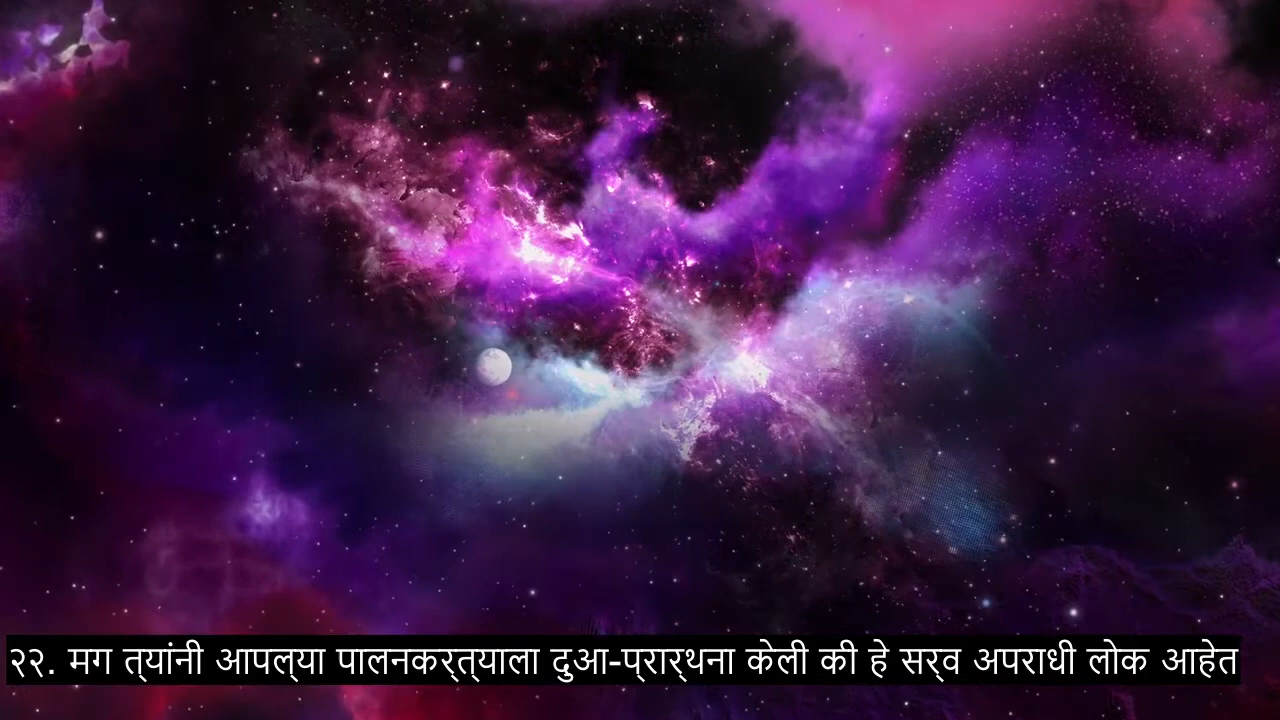 २२. मग त्यांनी आपल्या पालनकर्त्याला दुआ-प्रार्थना केली की हे सर्व अपराधी लोक आहेत